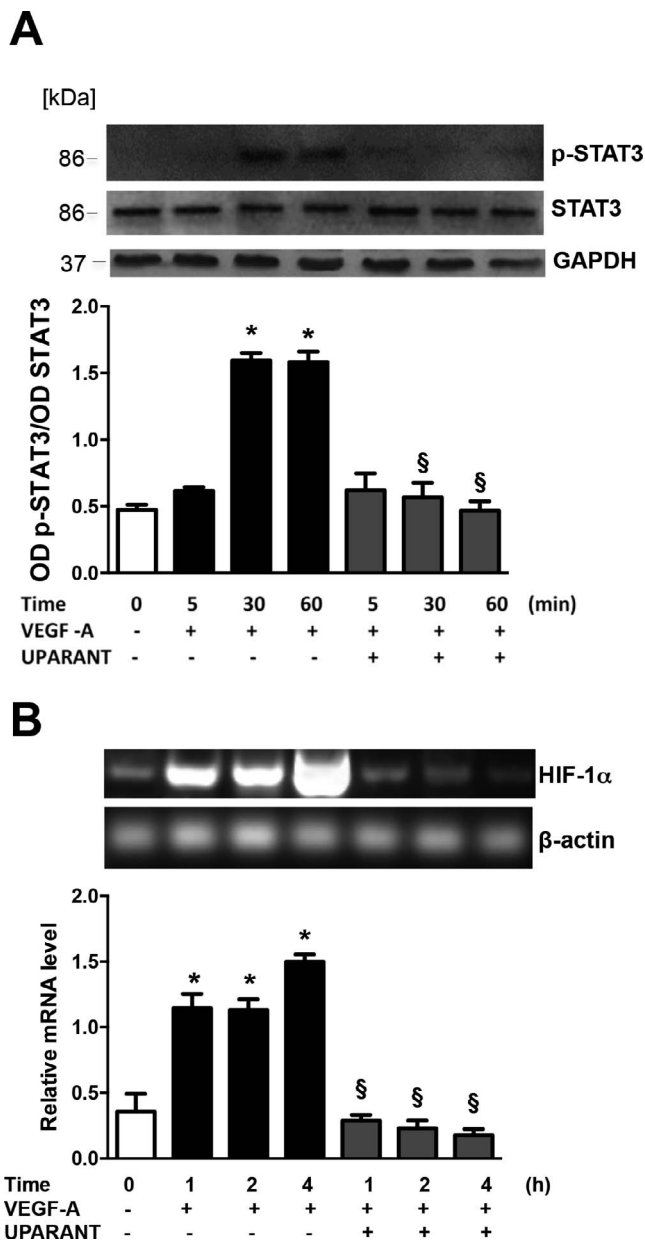 A
[kDa]
86 p-STAT3
86 STAT3
37 GAPDH
OD p-STAT3/OD STAT3
2.0
1.5
1.0
0.5
0.0
* *
§ §
Time 0 5 30 60 5 30 60 (min)
VEGF -A - + + + + + +
UPARANT - - - - + + +
B
HIF-1α
β-actin
Relative mRNA level
2.0
1.5
1.0
0.5
0.0
* * *
§ § §
Time 0 1 2 4 1 2 4 (h)
VEGF-A - + + + + + +
UPARANT - - - - + + +